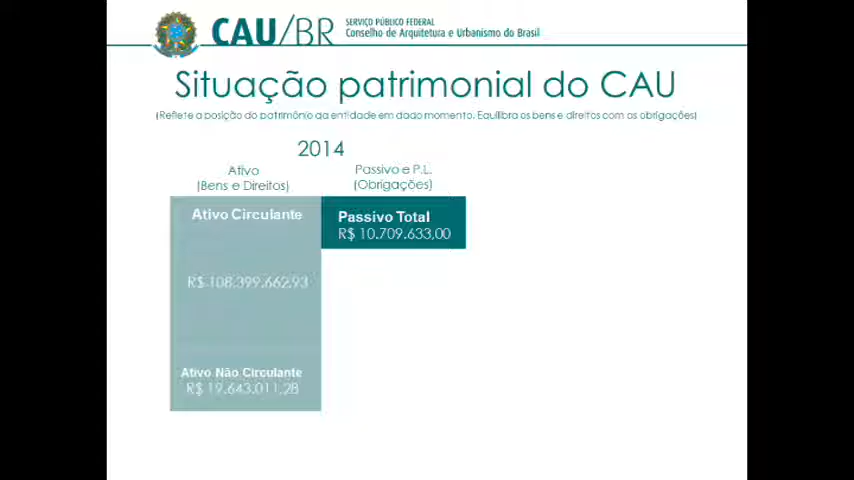 CAU/BR
SERVIÇO PÚBLICO FEDERAL
Conselho de Arquitetura e Urbanismo do Brasil
Situação patrimonial do CAU
(Reflete a posição do patrimônio da entidade em dado momento. Equilibra os bens e direitos com as obrigações)
2014
Ativo
(Bens e Direitos)
Passivo e P.L.
(Obrigações)
Ativo Circulante
R$ 108.399.662,93
Passivo Total
R$ 10.709.633,00
Ativo Não Circulante
R$ 19.643.011,28